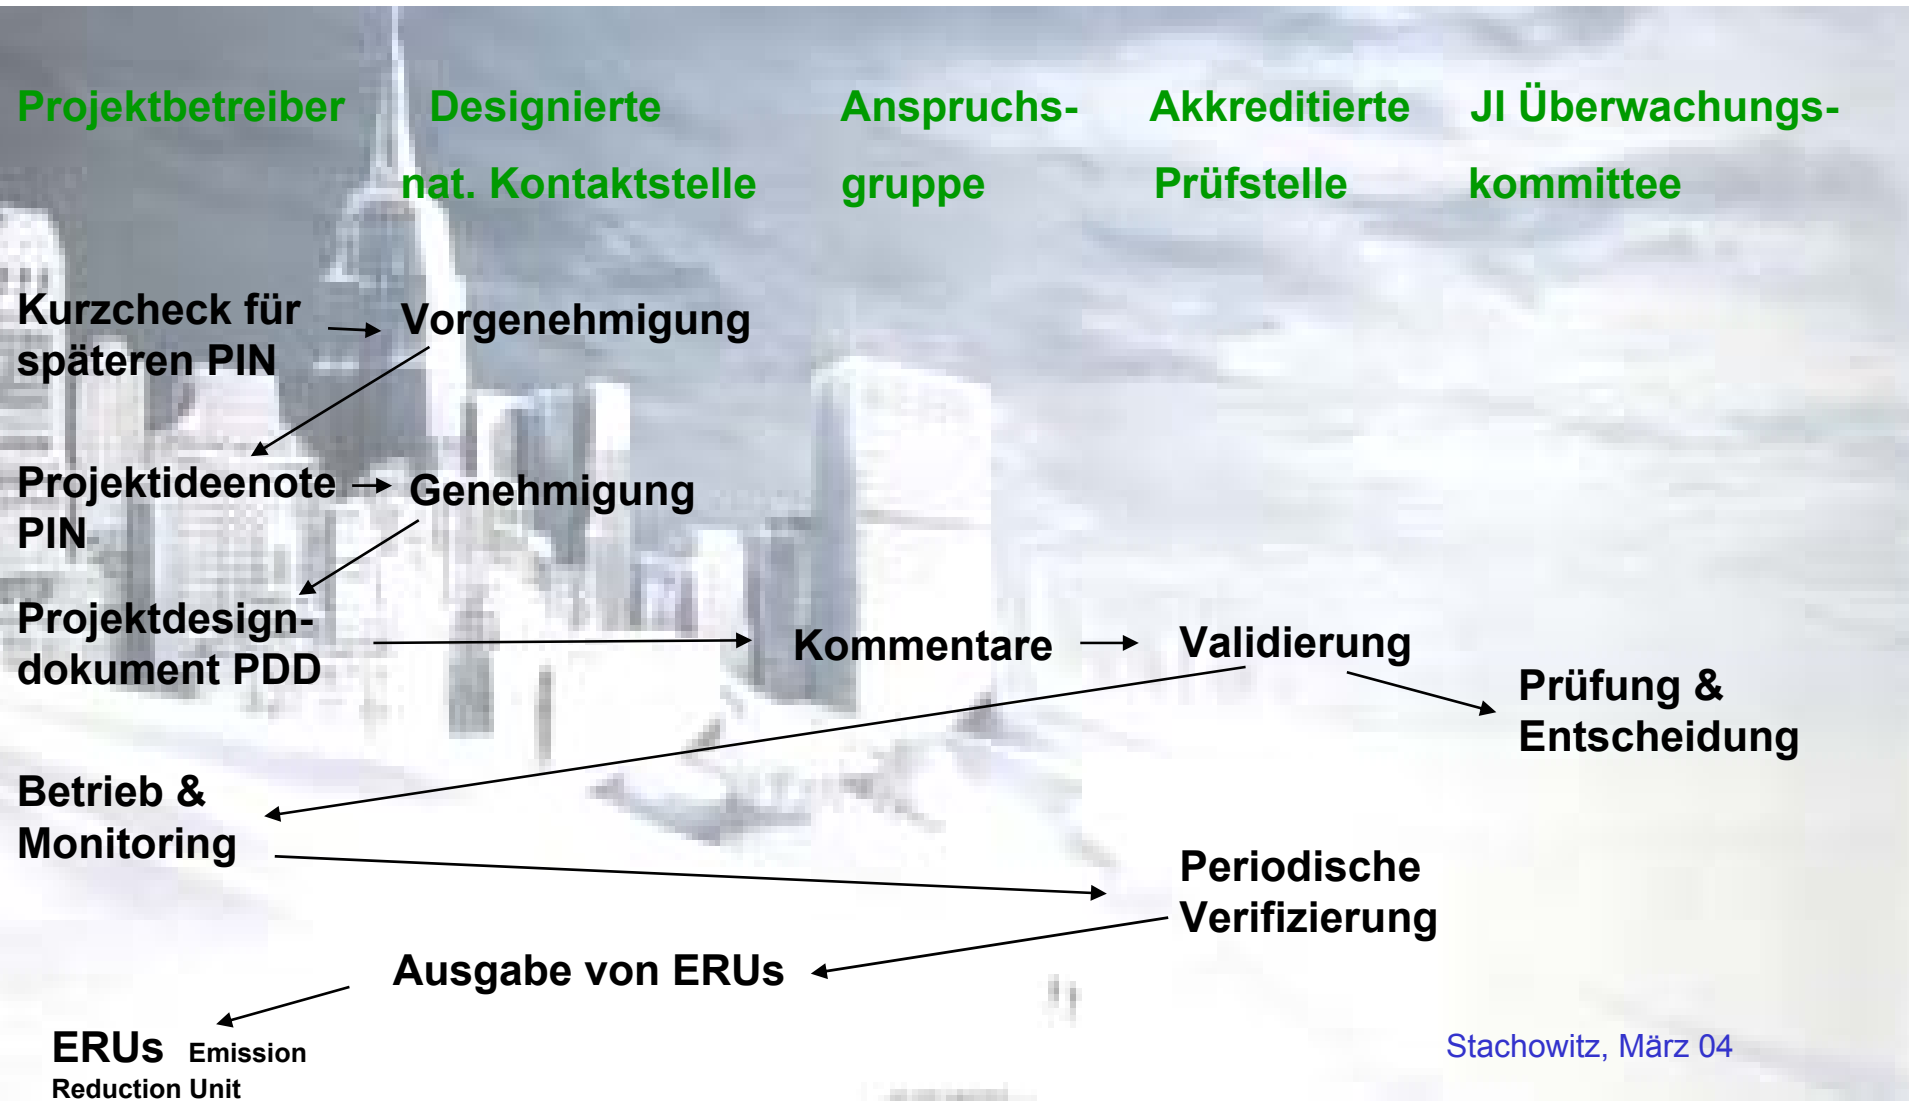 Projektbetreiber Designierte Anspruchs- Akkreditierte JI Überwachungs-
nat. Kontaktstelle gruppe Prüfstelle kommittee
Kurzcheck für
späteren PIN
Vorgenehmigung
Projektideenote
PIN
Genehmigung
Projektdesign-
dokument PDD
Kommentare
Validierung
Prüfung &
Entscheidung
Betrieb &
Monitoring
Periodische
Verifizierung
Ausgabe von ERUs
ERUs Emission
Reduction Unit
Stachowitz, März 04